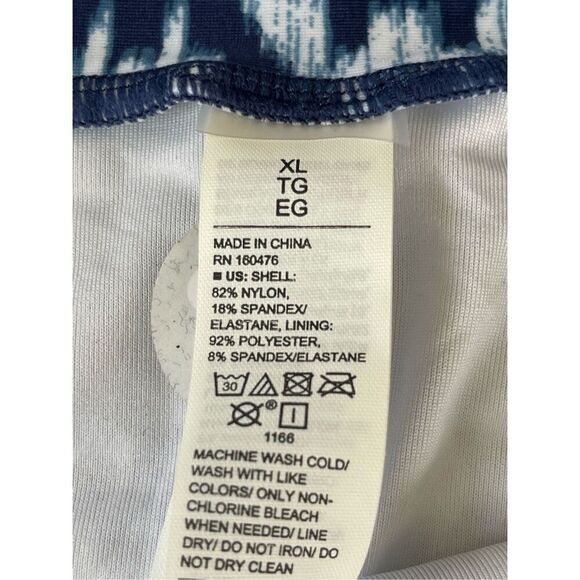 XL
TG
EG
MADE IN CHINA
RN 160476
■ US: SHELL:
82% NYLON,
18% SPANDEX/
ELASTANE, LINING:
92% POLYESTER,
8% SPANDEX/ELASTANE
30
®
1166
MACHINE WASH COLD/
WASH WITH LIKE
COLORS/ ONLY NON-
CHLORINE BLEACH
WHEN NEEDED/ LINE
DRY/ DO NOT IRON/ DO
NOT DRY CLEAN